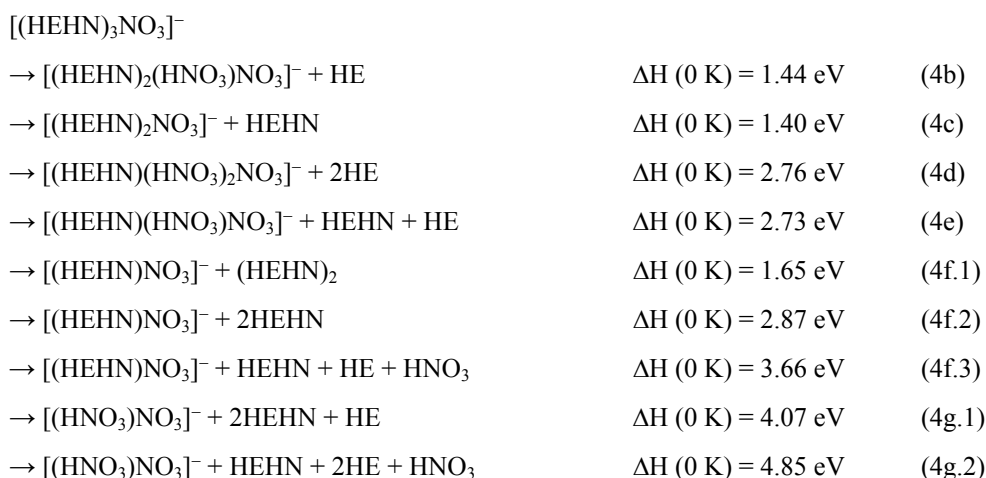 [(HEHN)₃NO₃]⁻
→ [(HEHN)₂(HNO₃)NO₃]⁻ + HE ΔH (0 K) = 1.44 eV (4b)
→ [(HEHN)₂NO₃]⁻ + HEHN ΔH (0 K) = 1.40 eV (4c)
→ [(HEHN)(HNO₃)₂NO₃]⁻ + 2HE ΔH (0 K) = 2.76 eV (4d)
→ [(HEHN)(HNO₃)NO₃]⁻ + HEHN + HE ΔH (0 K) = 2.73 eV (4e)
→ [(HEHN)NO₃]⁻ + (HEHN)₂ ΔH (0 K) = 1.65 eV (4f.1)
→ [(HEHN)NO₃]⁻ + 2HEHN ΔH (0 K) = 2.87 eV (4f.2)
→ [(HEHN)NO₃]⁻ + HEHN + HE + HNO₃ ΔH (0 K) = 3.66 eV (4f.3)
→ [(HNO₃)NO₃]⁻ + 2HEHN + HE ΔH (0 K) = 4.07 eV (4g.1)
→ [(HNO₃)NO₃]⁻ + HEHN + 2HE + HNO₃ ΔH (0 K) = 4.85 eV (4g.2)